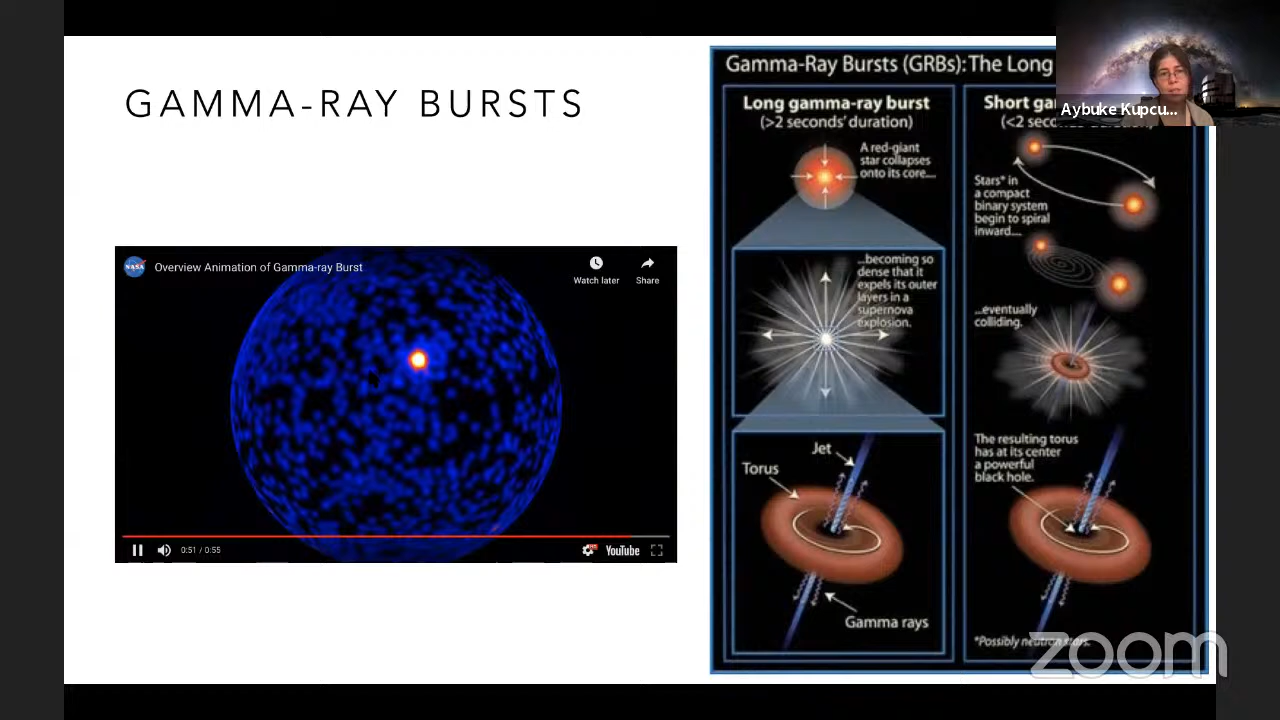 GAMMA-RAY BURSTS
NASA
Overview Animation of Gamma-ray Burst
Watch later
Share
0:51 / 0:55
YouTube
Gamma-Ray Bursts (GRBs): The Long
Long gamma-ray burst
(>2 seconds' duration)
A red-giant
star collapses
onto its core....
...becoming so
dense that it
expels its outer
layers in a
supernova
explosion.
Jet
Torus
Gamma rays
Short
(<2
Stars* in
a compact
binary system
begin to spiral
inward....
...eventually
colliding.
The resulting torus
has at its center
a powerful
black hole.
*Possibly neutron stars.
Aybuke Kupcu...
zoom